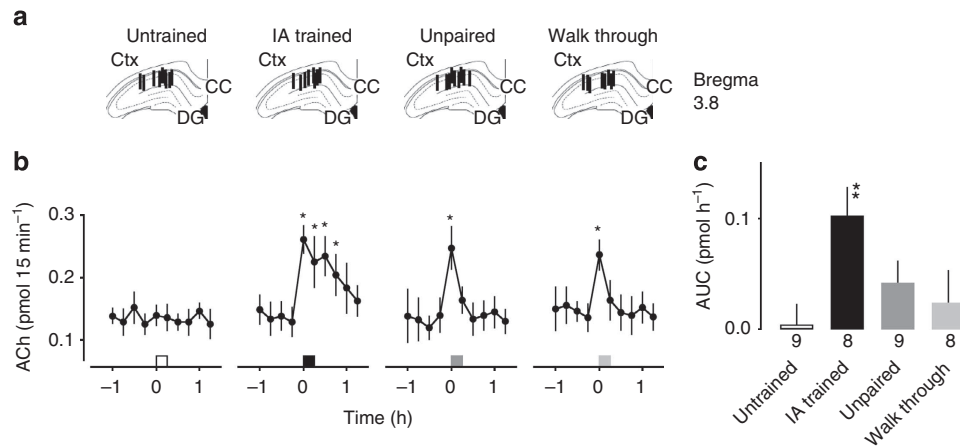 a
Untrained IA trained Unpaired Walk through
Ctx Ctx Ctx Ctx
CC CC CC CC
DG DG DG DG
Bregma
3.8
b
ACh (pmol 15 min⁻¹)
0.3
0.2
0.1
* * * * * *
−1 0 1 −1 0 1 −1 0 1 −1 0 1
Time (h)
c
AUC (pmol h⁻¹)
0.1
0.0
**
9 8 9 8
Untrained
IA trained
Unpaired
Walk through